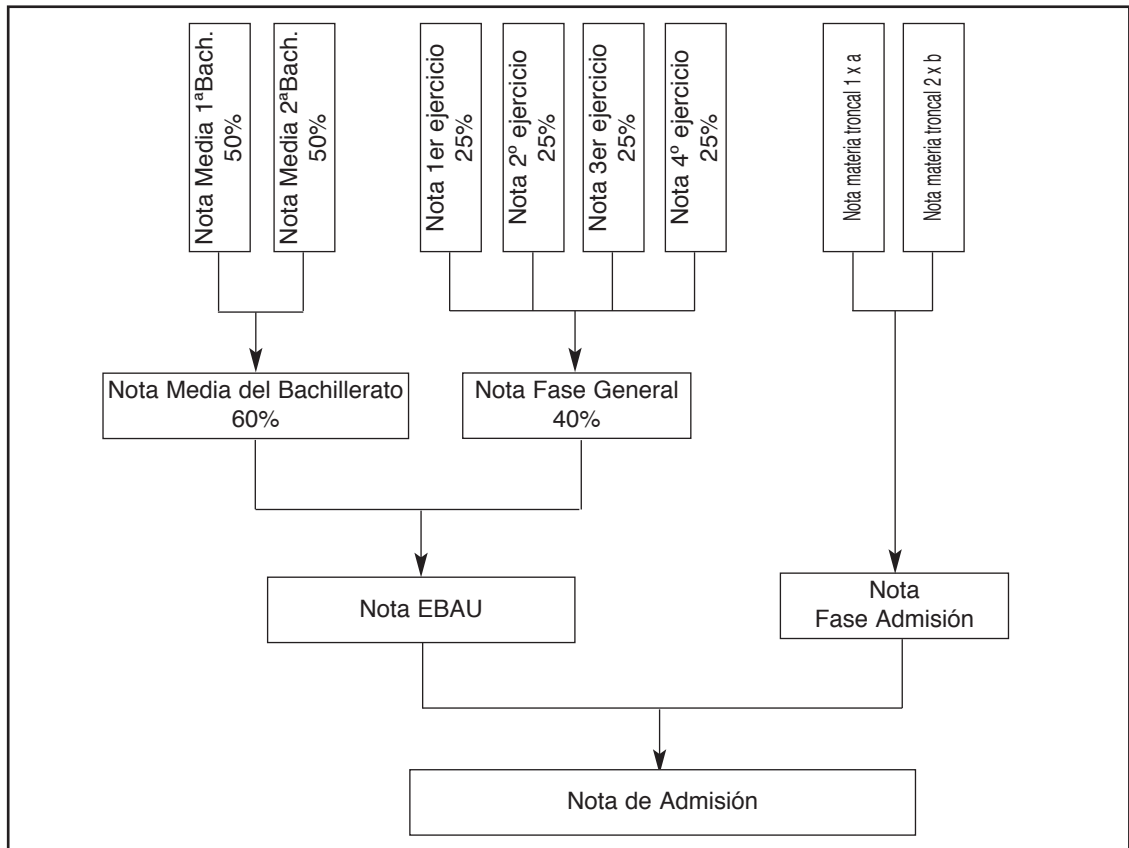 Nota Media 1ªBach.
50%
Nota Media 2ªBach.
50%
Nota 1er ejercicio
25%
Nota 2º ejercicio
25%
Nota 3er ejercicio
25%
Nota 4º ejercicio
25%
Nota materia troncal 1 x a
Nota materia troncal 2 x b
Nota Media del Bachillerato
60%
Nota Fase General
40%
Nota EBAU
Nota
Fase Admisión
Nota de Admisión